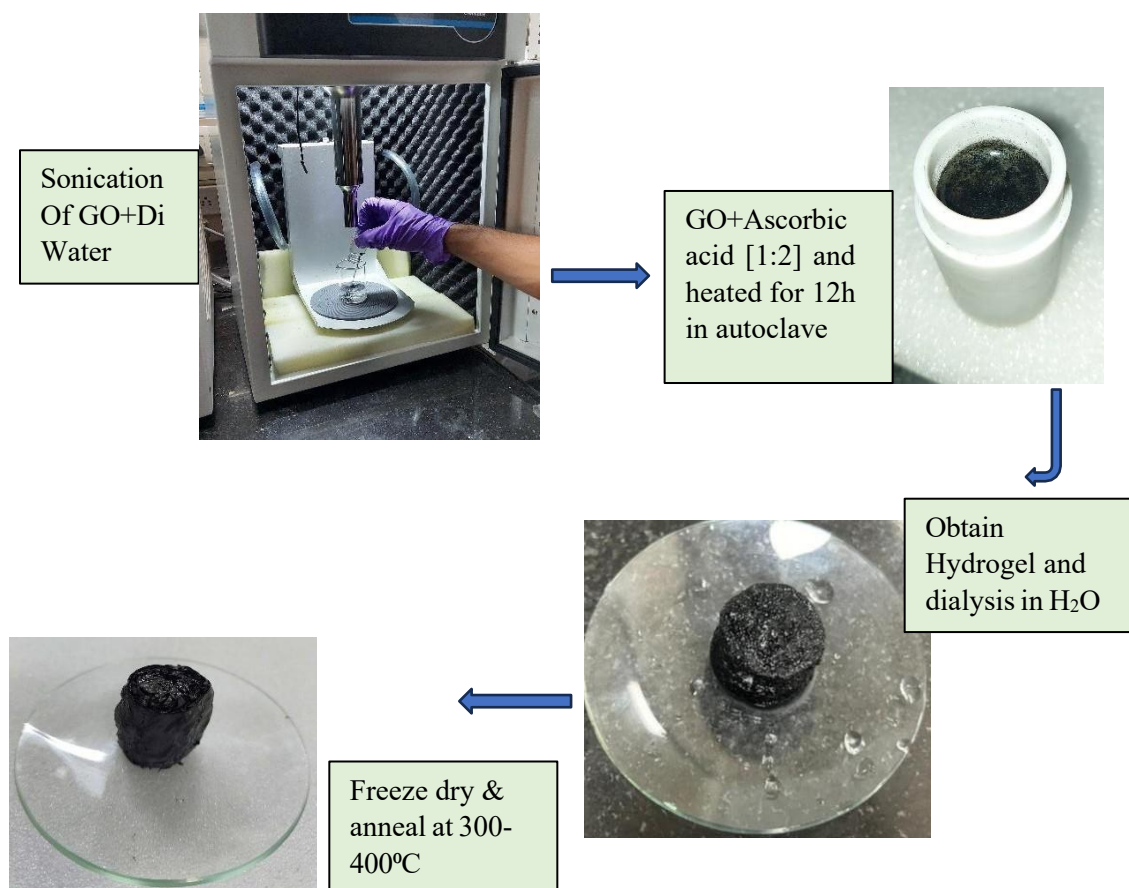 Sonication
Of GO+Di
Water
GO+Ascorbic
acid [1:2] and
heated for 12h
in autoclave
Obtain
Hydrogel and
dialysis in H₂O
Freeze dry &
anneal at 300-
400⁰C